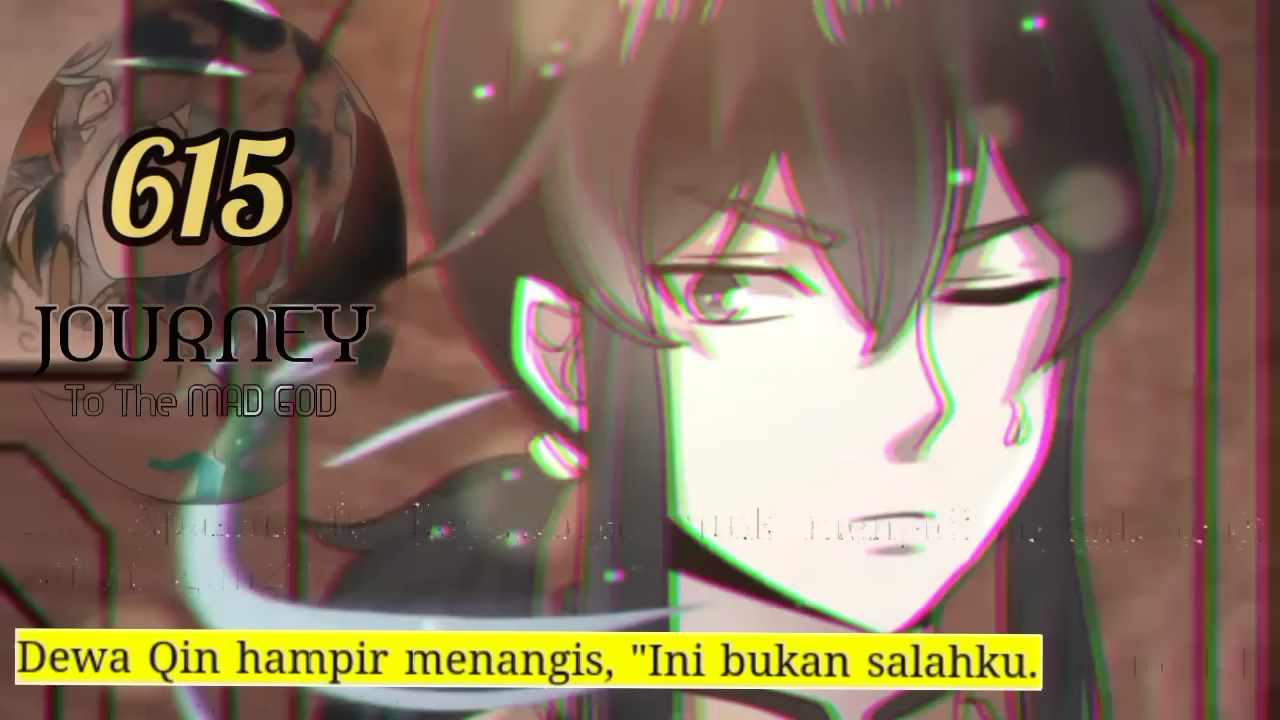 615
JOURNEY
To The MAD GOD
Dewa Qin hampir menangis, "Ini bukan salahku.